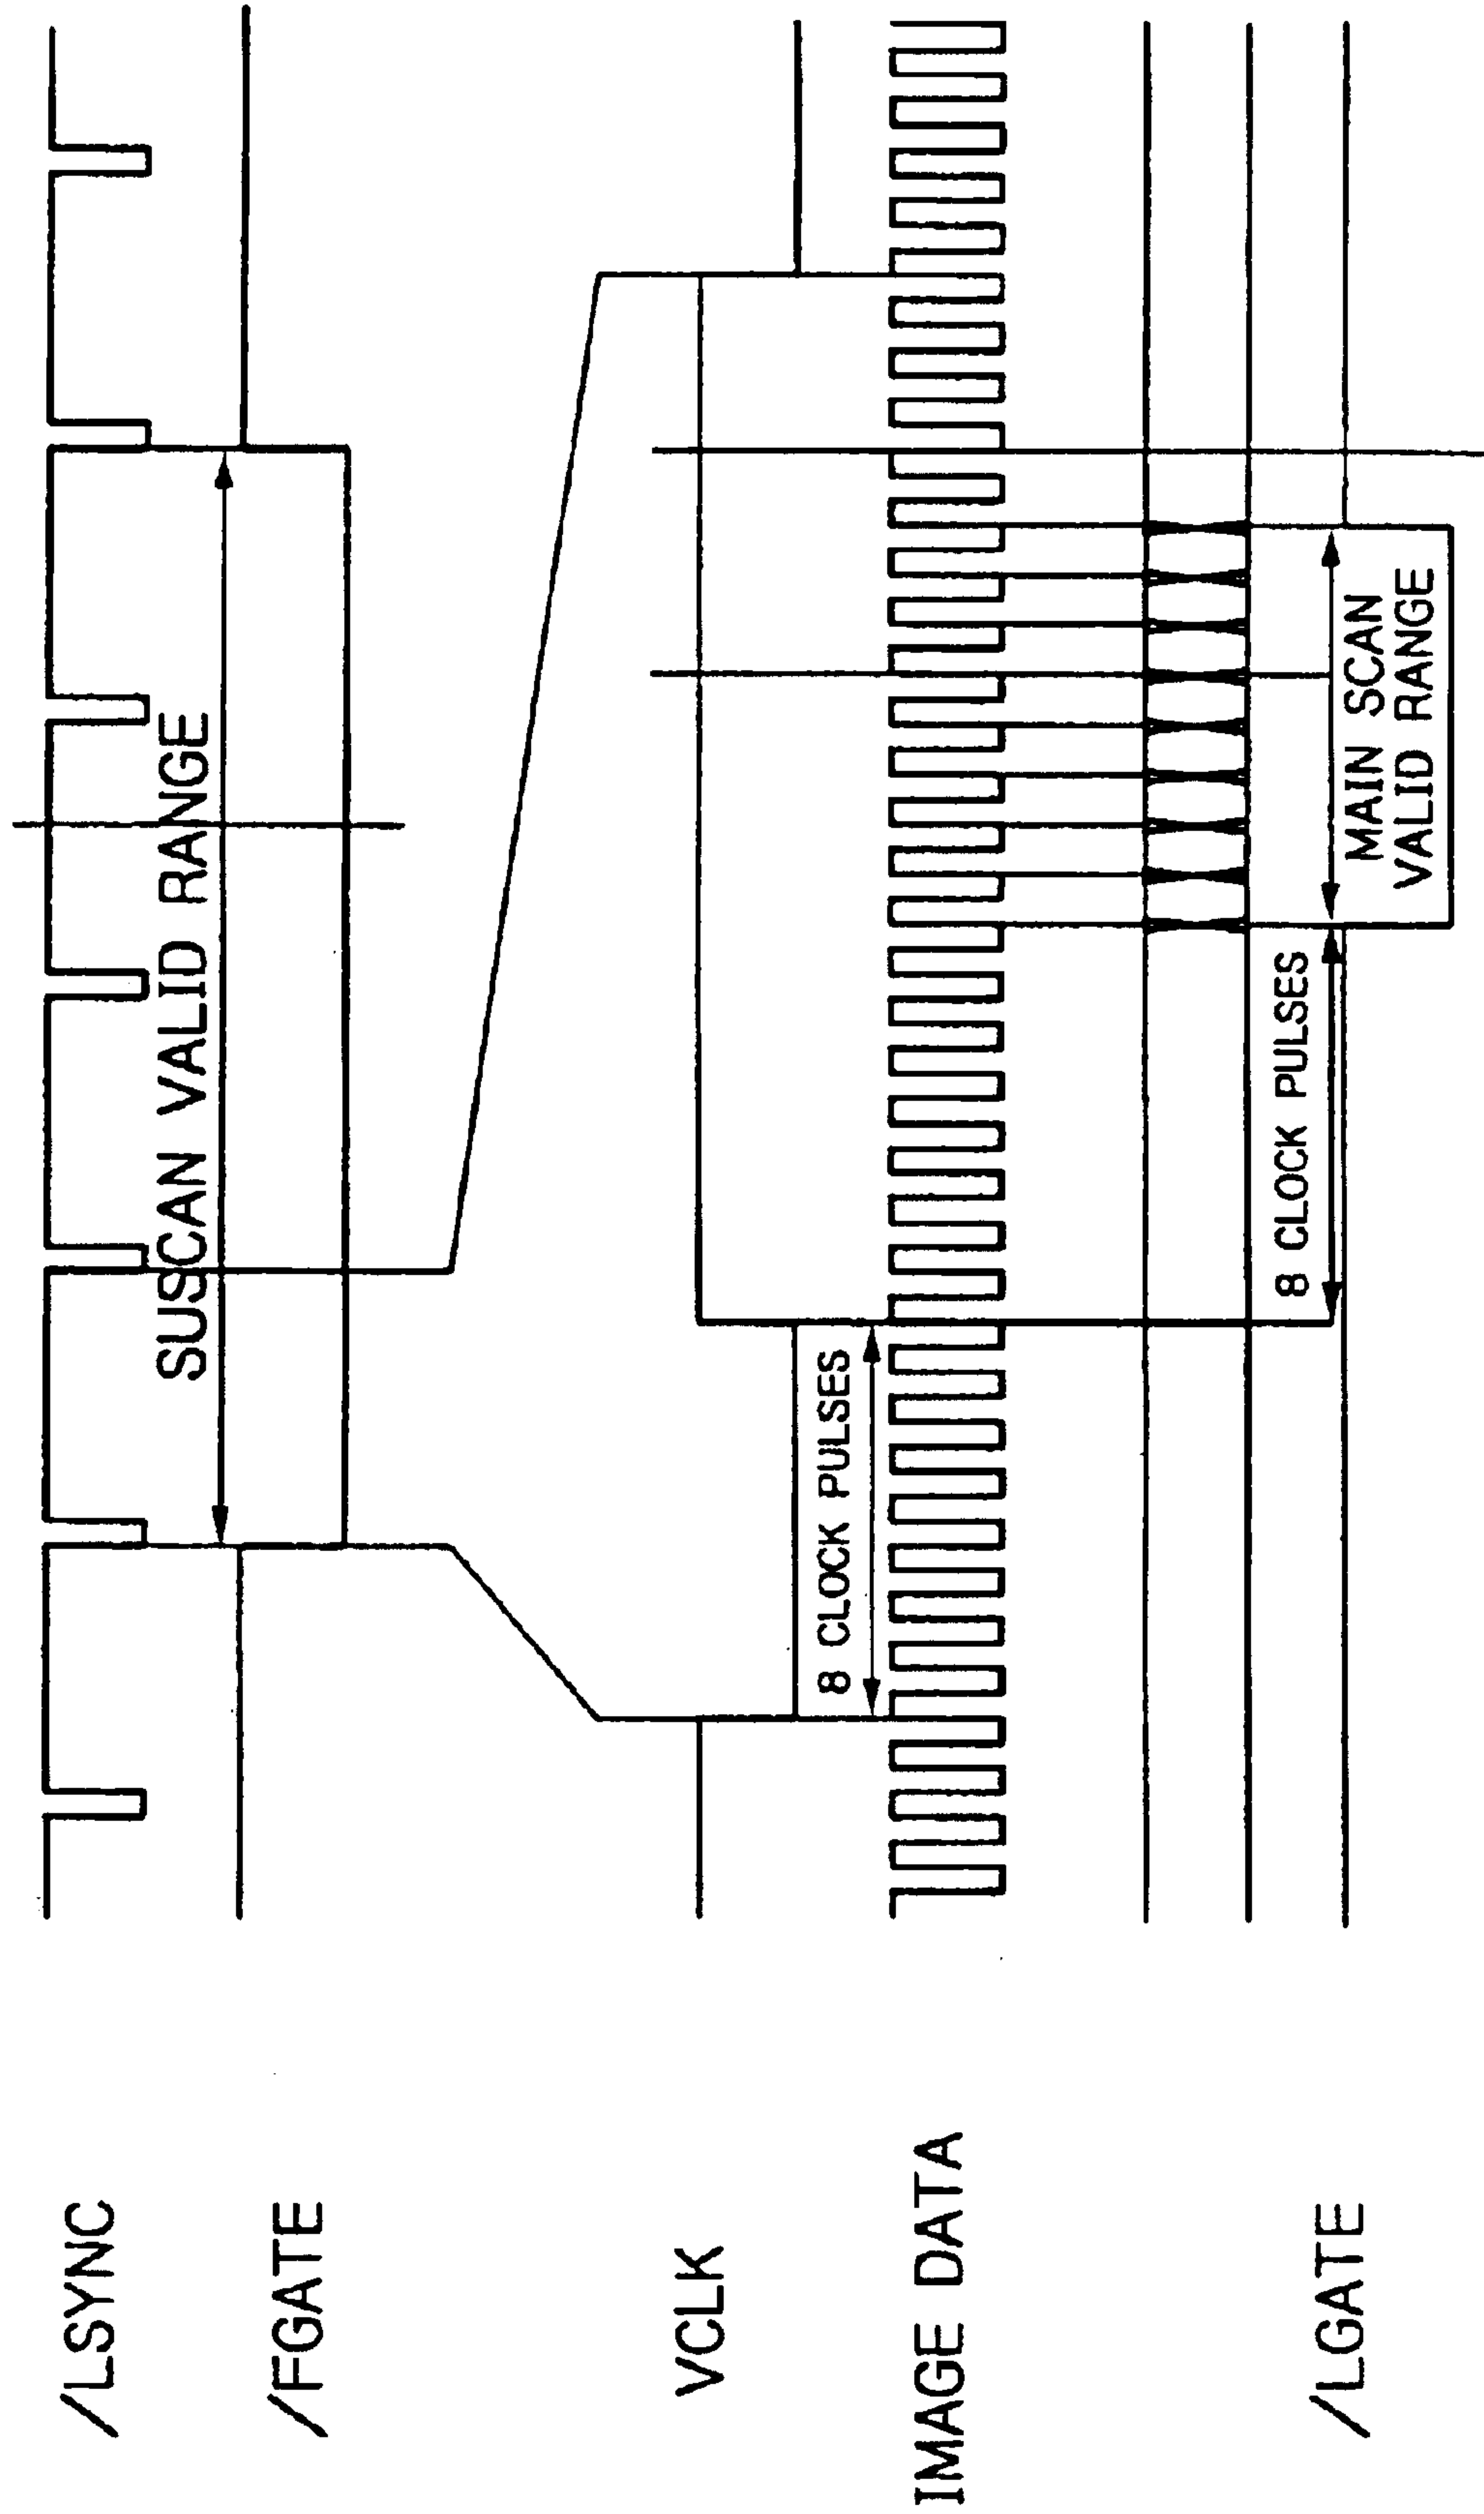 /LSYNC
SUSCAN VALID RANGE
/FGATE
VCLK
8 CLOCK PULSES
IMAGE DATA
8 CLOCK PULSES
/LGATE
MAIN SCAN
VALID RANGE